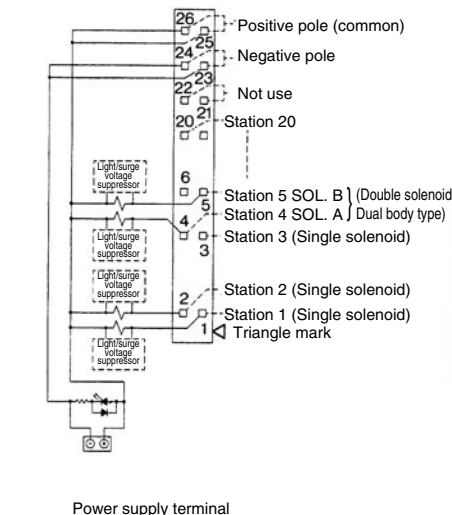 26 Positive pole (common)
25
24 Negative pole
23
22 Not use
21
20 Station 20
6
Light/surge voltage suppressor
Station 5 SOL. B (Double solenoid
5
4 Station 4 SOL. A Dual body type)
Light/surge voltage suppressor
Station 3 (Single solenoid)
3
Light/surge voltage suppressor
2 Station 2 (Single solenoid)
Station 1 (Single solenoid)
1 Triangle mark
Light/surge voltage suppressor
⊖ ⊕
Power supply terminal